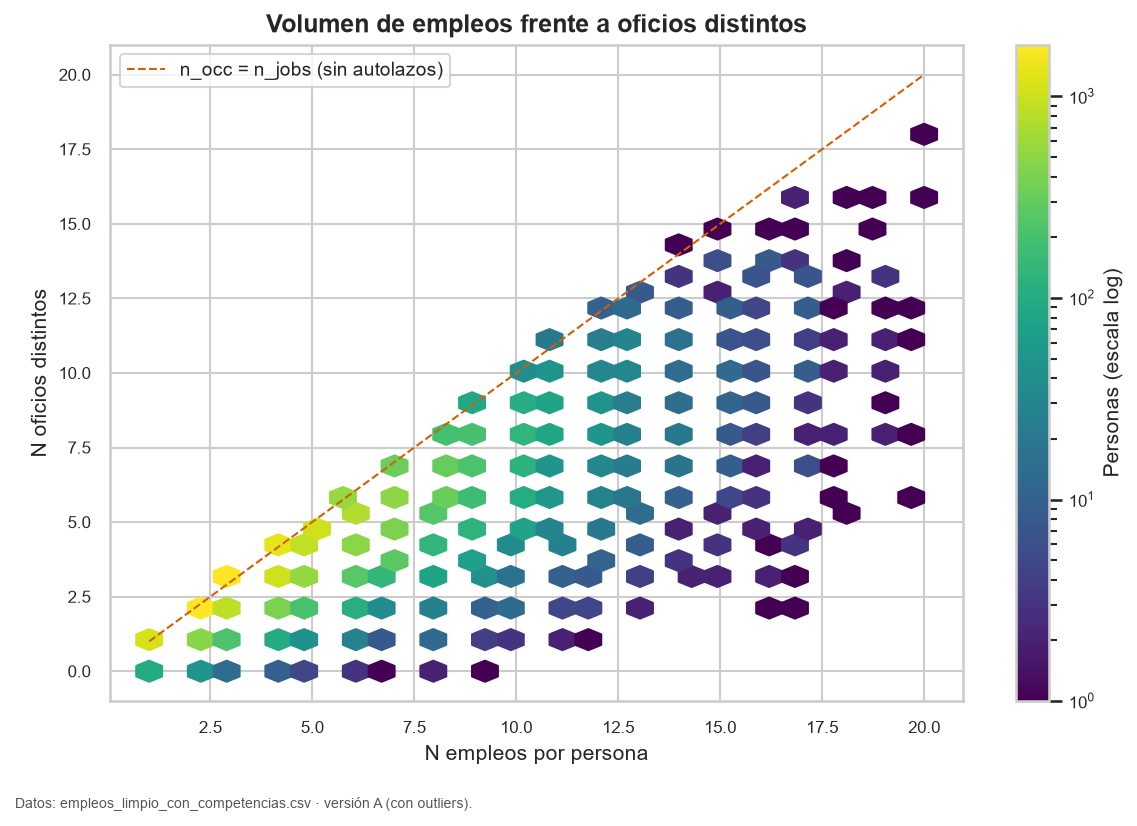 Volumen de empleos frente a oficios distintos
n_occ = n_jobs (sin autolazos)
N oficios distintos
20.0
17.5
15.0
12.5
10.0
7.5
5.0
2.5
0.0
2.5 5.0 7.5 10.0 12.5 15.0 17.5 20.0
N empleos por persona
10³
10²
10¹
10⁰
Personas (escala log)
Datos: empleos_limpio_con_competencias.csv · versión A (con outliers).